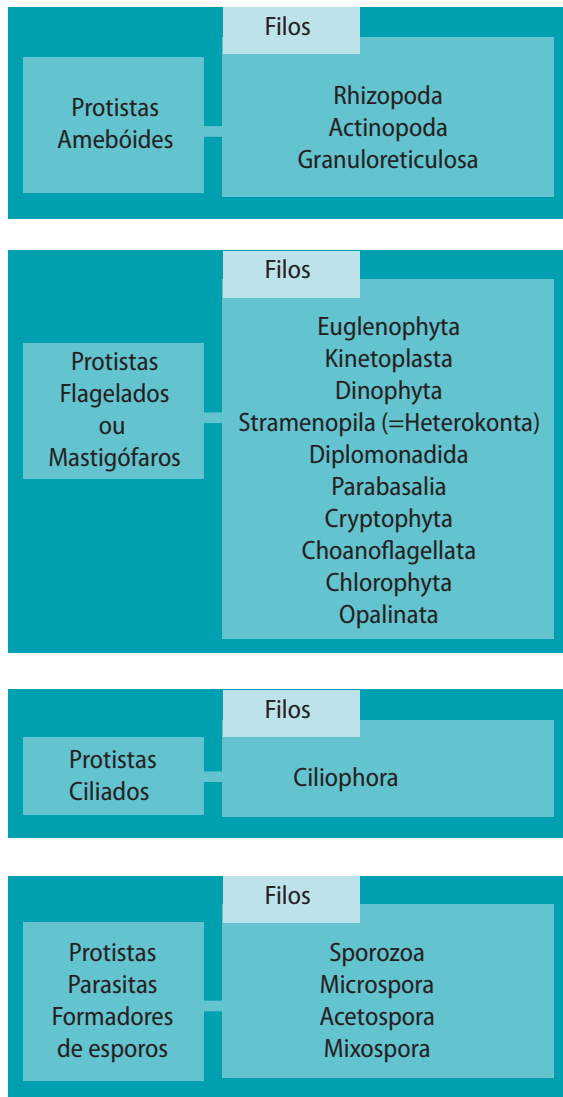 Filos
Protistas
Amebóides
Rhizopoda
Actinopoda
Granuloreticulosa
Filos
Protistas
Flagelados
ou
Mastigófaros
Euglenophyta
Kinetoplasta
Dinophyta
Stramenopila (=Heterokonta)
Diplomonadida
Parabasalia
Cryptophyta
Choanoflagellata
Chlorophyta
Opalinata
Filos
Protistas
Ciliados
Ciliophora
Filos
Protistas
Parasitas
Formadores
de esporos
Sporozoa
Microspora
Acetospora
Mixospora